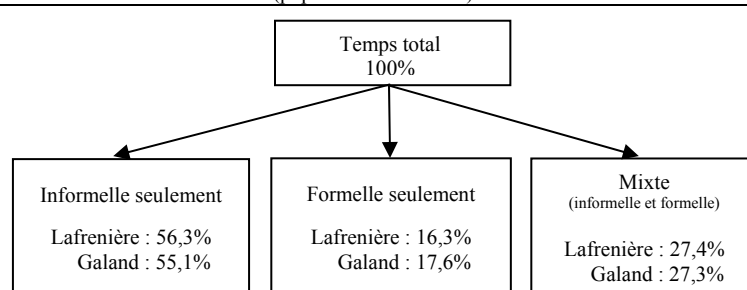 Temps total
100%
Informelle seulement
Lafrenière : 56,3%
Galand : 55,1%
Formelle seulement
Lafrenière : 16,3%
Galand : 17,6%
Mixte
(informelle et formelle)
Lafrenière : 27,4%
Galand : 27,3%